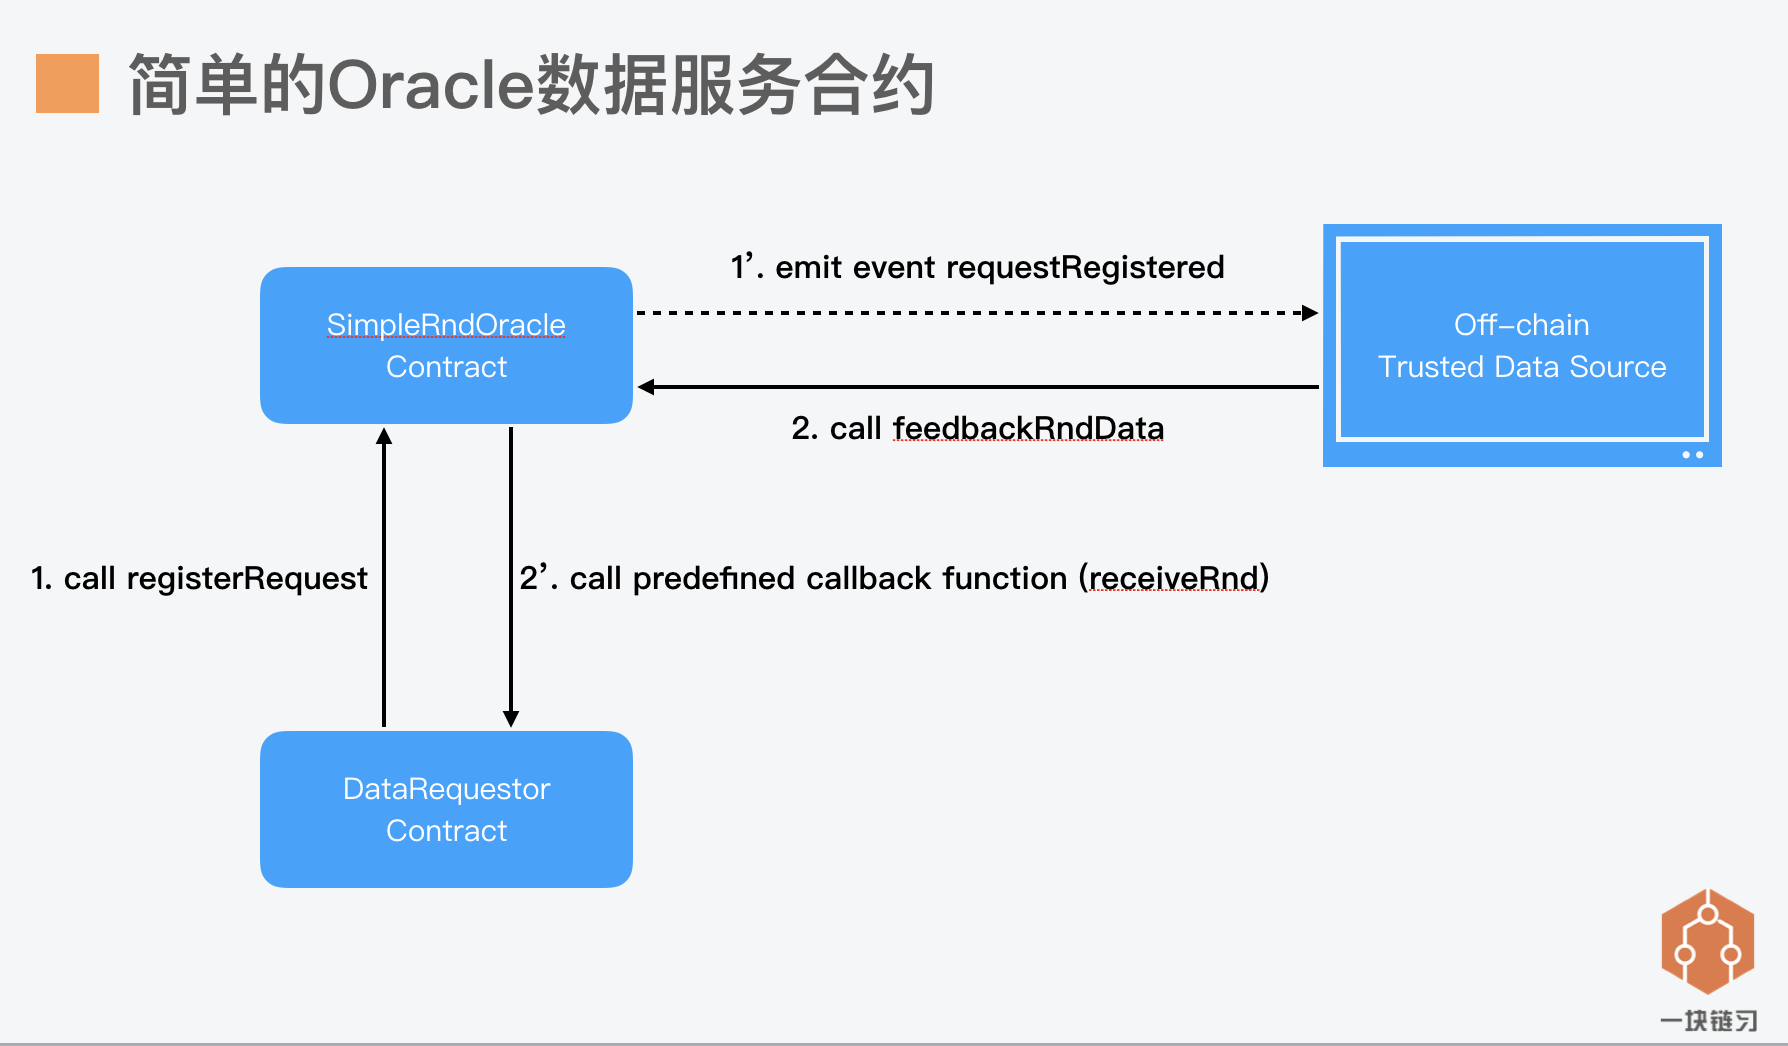 简单的Oracle数据服务合约
1’. emit event requestRegistered
SimpleRndOracle
Contract
Off-chain
Trusted Data Source
2. call feedbackRndData
1. call registerRequest
2’. call predefined callback function (receiveRnd)
DataRequestor
Contract
一块链习